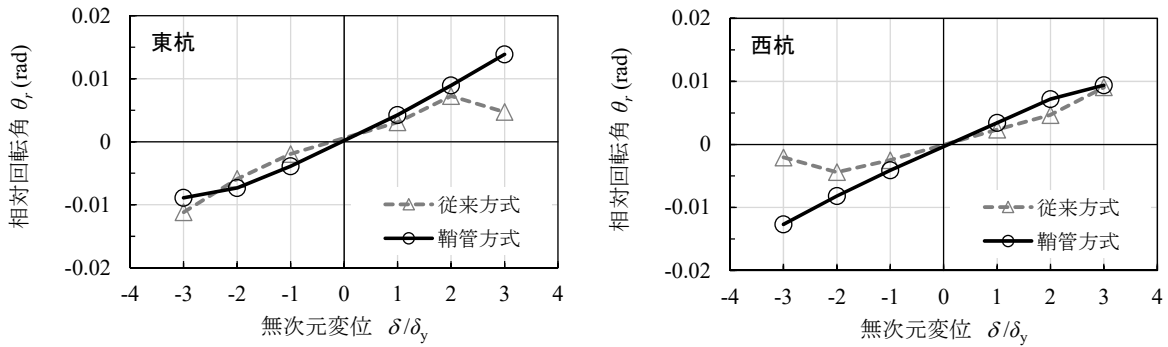 東杭
相対回転角 θr (rad)
0.02
0.01
0
-0.01
-0.02
従来方式
鞘管方式
-4 -3 -2 -1 0 1 2 3 4
無次元変位 δ/δy
西杭
相対回転角 θr (rad)
0.02
0.01
0
-0.01
-0.02
従来方式
鞘管方式
-4 -3 -2 -1 0 1 2 3 4
無次元変位 δ/δy